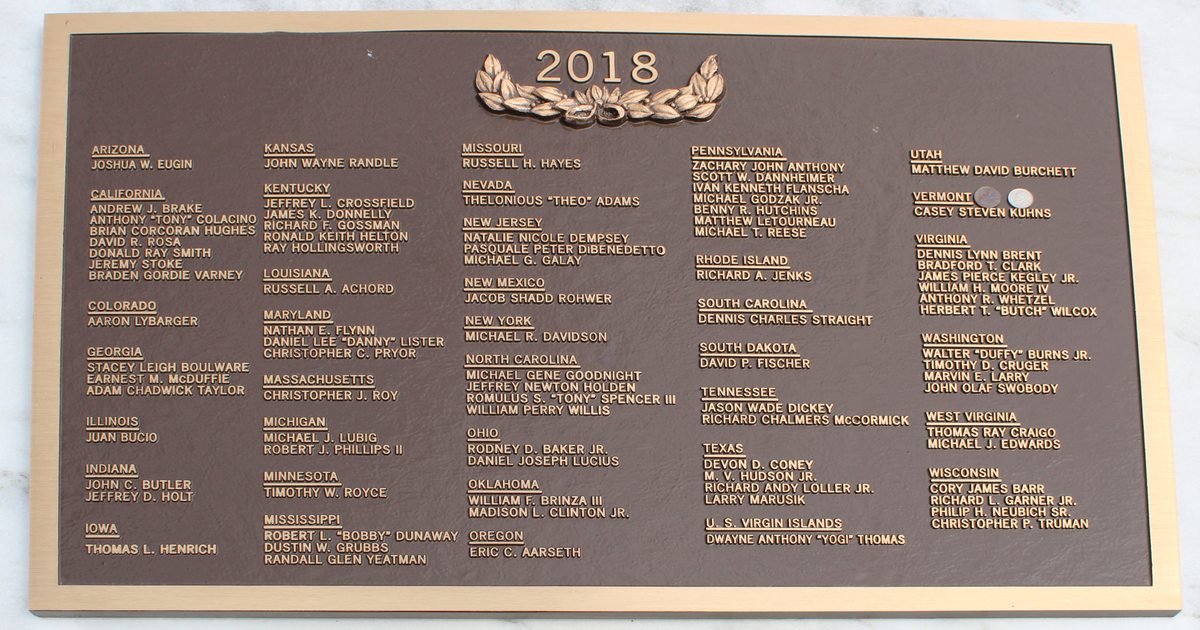 2018
ARIZONA
JOSHUA W. EUGIN
CALIFORNIA
ANDREW J. BRAKE
ANTHONY "TONY" COLACINO
BRIAN CORCORAN HUGHES
DAVID R. ROSA
DONALD RAY SMITH
JEREMY STOKE
BRADEN GORDIE VARNEY
COLORADO
AARON LYBARGER
GEORGIA
STACEY LEIGH BOULWARE
EARNEST M. McDUFFIE
ADAM CHADWICK TAYLOR
ILLINOIS
JUAN BUCIO
INDIANA
JOHN C. BUTLER
JEFFREY D. HOLT
IOWA
THOMAS L. HENRICH
KANSAS
JOHN WAYNE RANDLE
KENTUCKY
JEFFREY L. CROSSFIELD
JAMES K. DONNELLY
RICHARD F. GOSSMAN
RONALD KEITH HELTON
RAY HOLLINGSWORTH
LOUISIANA
RUSSELL A. ACHORD
MARYLAND
NATHAN E. FLYNN
DANIEL LEE "DANNY" LISTER
CHRISTOPHER C. PRYOR
MASSACHUSETTS
CHRISTOPHER J. ROY
MICHIGAN
MICHAEL J. LUBIG
ROBERT J. PHILLIPS II
MINNESOTA
TIMOTHY W. ROYCE
MISSISSIPPI
ROBERT L. "BOBBY" DUNAWAY
DUSTIN W. GRUBBS
RANDALL GLEN YEATMAN
MISSOURI
RUSSELL H. HAYES
NEVADA
THELONIOUS "THEO" ADAMS
NEW JERSEY
NATALIE NICOLE DEMPSEY
PASQUALE PETER DiBENEDETTO
MICHAEL G. GALAY
NEW MEXICO
JACOB SHADD ROHWER
NEW YORK
MICHAEL R. DAVIDSON
NORTH CAROLINA
MICHAEL GENE GOODNIGHT
JEFFREY NEWTON HOLDEN
ROMULUS S. "TONY" SPENCER III
WILLIAM PERRY WILLIS
OHIO
RODNEY D. BAKER JR.
DANIEL JOSEPH LUCIUS
OKLAHOMA
WILLIAM F. BRINZA III
MADISON L. CLINTON JR.
OREGON
ERIC C. AARSETH
PENNSYLVANIA
ZACHARY JOHN ANTHONY
SCOTT W. DANNHEIMER
IVAN KENNETH FLANSCHA
MICHAEL GODZAK JR.
BENNY R. HUTCHINS
MATTHEW LeTOURNEAU
MICHAEL T. REESE
RHODE ISLAND
RICHARD A. JENKS
SOUTH CAROLINA
DENNIS CHARLES STRAIGHT
SOUTH DAKOTA
DAVID P. FISCHER
TENNESSEE
JASON WADE DICKEY
RICHARD CHALMERS McCORMICK
TEXAS
DEVON D. CONEY
M. V. HUDSON JR.
RICHARD ANDY LOLLER JR.
LARRY MARUSIK
U. S. VIRGIN ISLANDS
DWAYNE ANTHONY "YOGI" THOMAS
UTAH
MATTHEW DAVID BURCHETT
VERMONT
CASEY STEVEN KUHNS
VIRGINIA
DENNIS LYNN BRENT
BRADFORD T. CLARK
JAMES PIERCE KEGLEY JR.
WILLIAM H. MOORE IV
ANTHONY R. WHETZEL
HERBERT T. "BUTCH" WILCOX
WASHINGTON
WALTER "DUFFY" BURNS JR.
TIMOTHY D. CRUGER
MARVIN E. LARRY
JOHN OLAF SWOBODY
WEST VIRGINIA
THOMAS RAY CRAIGO
MICHAEL J. EDWARDS
WISCONSIN
CORY JAMES BARR
RICHARD L. GARNER JR.
PHILIP H. NEUBICH SR.
CHRISTOPHER P. TRUMAN